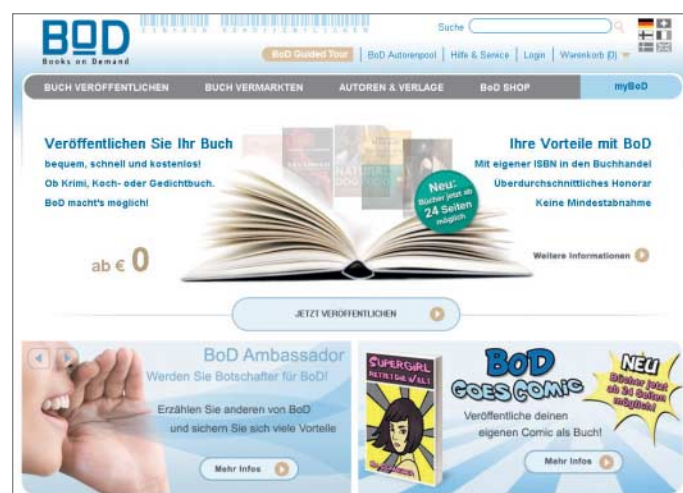 BOD
Books on Demand
EINFACH VERÖFFENTLICHEN
Suche
BoD Guided Tour | BoD Autorenpool | Hilfe & Service | Login | Warenkorb (0)
BUCH VERÖFFENTLICHEN BUCH VERMARKTEN AUTOREN & VERLAGE BoD SHOP myBoD
Veröffentlichen Sie Ihr Buch
bequem, schnell und kostenlos!
Ob Krimi, Koch- oder Gedichtbuch.
BoD macht's möglich!
ab € 0
Neu:
Bücher jetzt ab
24 Seiten
möglich
Ihre Vorteile mit BoD
Mit eigener ISBN in den Buchhandel
Überdurchschnittliches Honorar
Keine Mindestabnahme
Weitere Informationen
JETZT VERÖFFENTLICHEN
BoD Ambassador
Werden Sie Botschafter für BoD!
Erzählen Sie anderen von BoD
und sichern Sie sich viele Vorteile
Mehr Infos
SUPERGIRL
RETTET DIE WELT
BOD
GOES COMIC
NEU
Bücher jetzt
ab 24 Seiten
möglich!
Veröffentliche deinen
eigenen Comic als Buch!
Mehr Infos